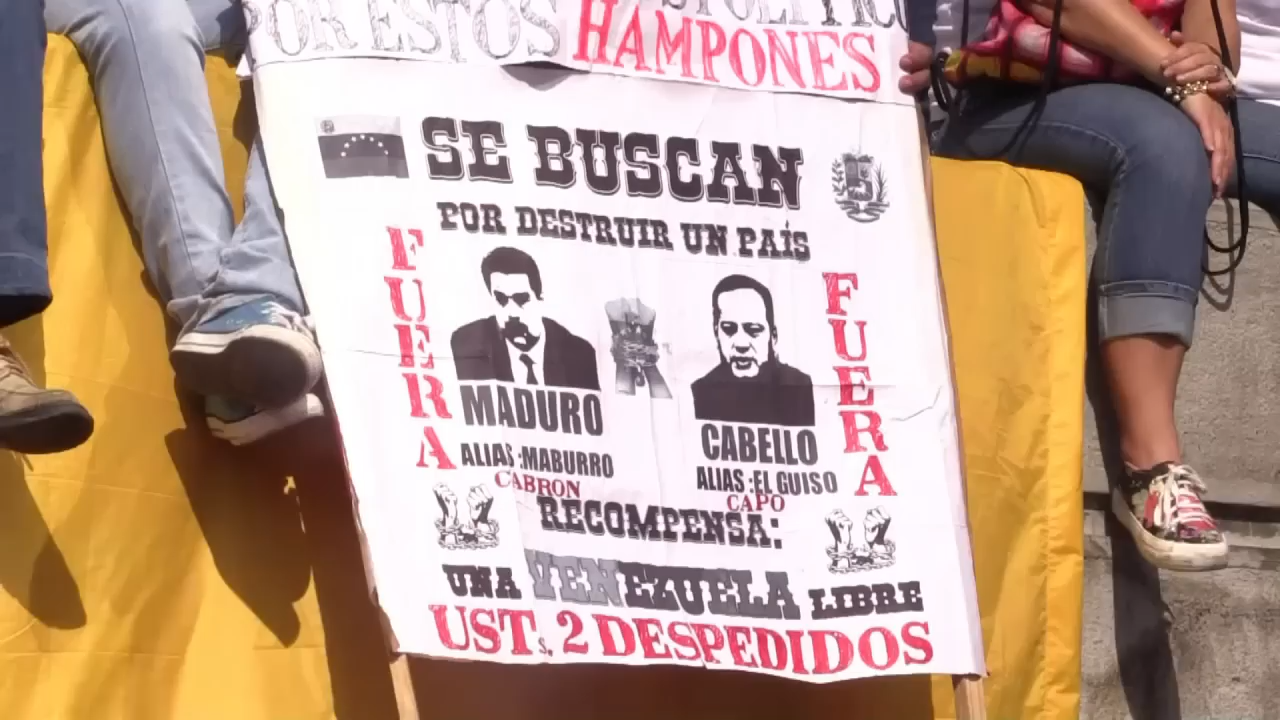 POR ESTOS HAMPONES
SE BUSCAN
POR DESTRUIR UN PAÍS
FUERA
FUERA
MADURO
ALIAS :MABURRO
CABRON
CABELLO
ALIAS :EL GUISO
CAPO
RECOMPENSA:
UNA VENEZUELA LIBRE
USTs. 2 DESPEDIDOS